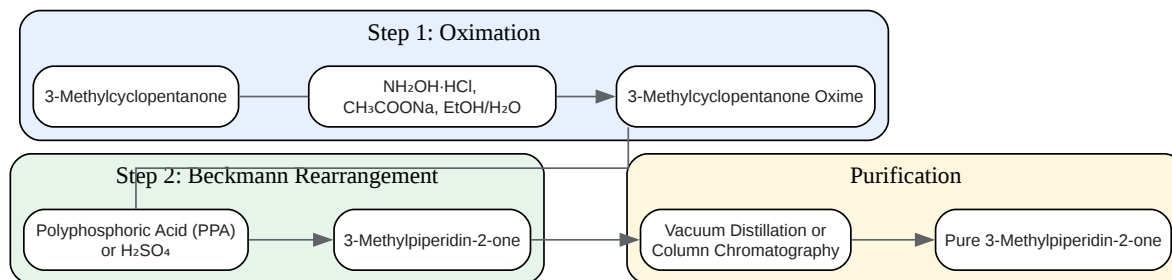 Step 1: Oximation
3-Methylcyclopentanone
NH₂OH·HCl,
CH₃COONa, EtOH/H₂O
3-Methylcyclopentanone Oxime
Step 2: Beckmann Rearrangement
Polyphosphoric Acid (PPA)
or H₂SO₄
3-Methylpiperidin-2-one
Purification
Vacuum Distillation or
Column Chromatography
Pure 3-Methylpiperidin-2-one